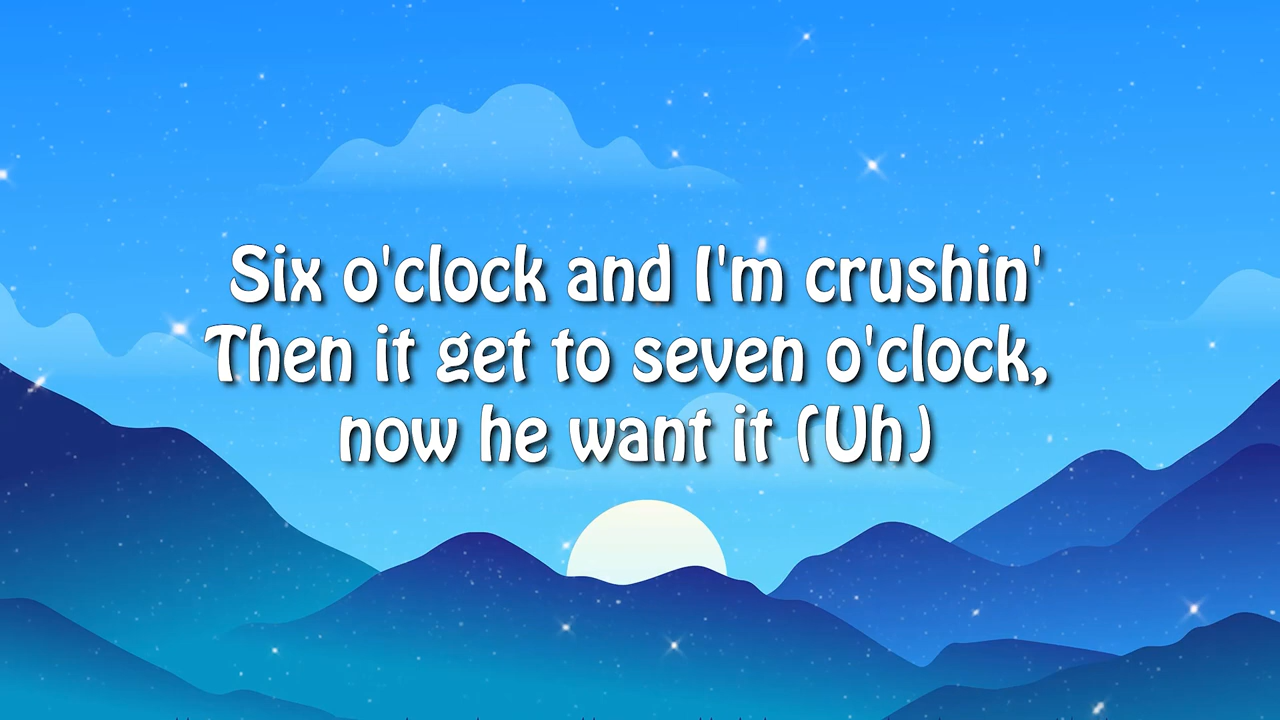 Six o'clock and I'm crushin'
Then it get to seven o'clock,
now he want it (Uh)